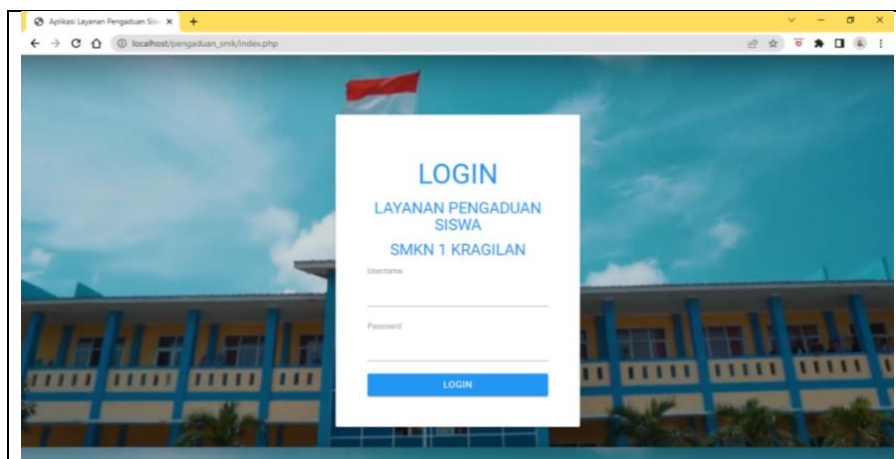 Aplikasi Layanan Pengaduan Sis
localhost/pengaduan_smk/index.php
LOGIN
LAYANAN PENGADUAN
SISWA
SMKN 1 KRAGILAN
Username
Password
LOGIN